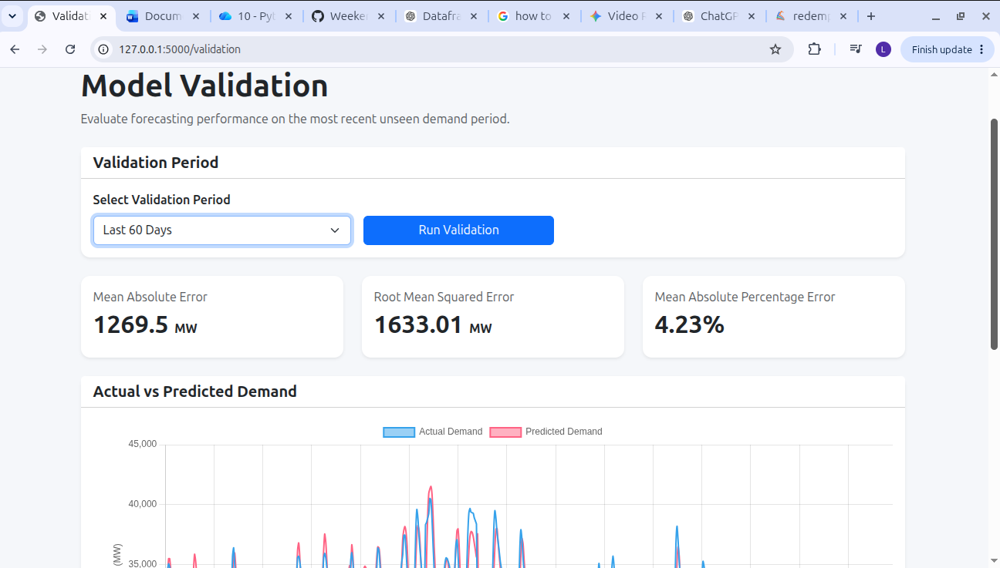 Validati
Docum
10 - Pyt
Weeker
Datafra
how to
Video F
ChatGP
redemp
127.0.0.1:5000/validation
L
Finish update
Model Validation
Evaluate forecasting performance on the most recent unseen demand period.
Validation Period
Select Validation Period
Last 60 Days
Run Validation
Mean Absolute Error
1269.5 MW
Root Mean Squared Error
1633.01 MW
Mean Absolute Percentage Error
4.23%
Actual vs Predicted Demand
Actual Demand
Predicted Demand
45,000
40,000
35,000
(MW)